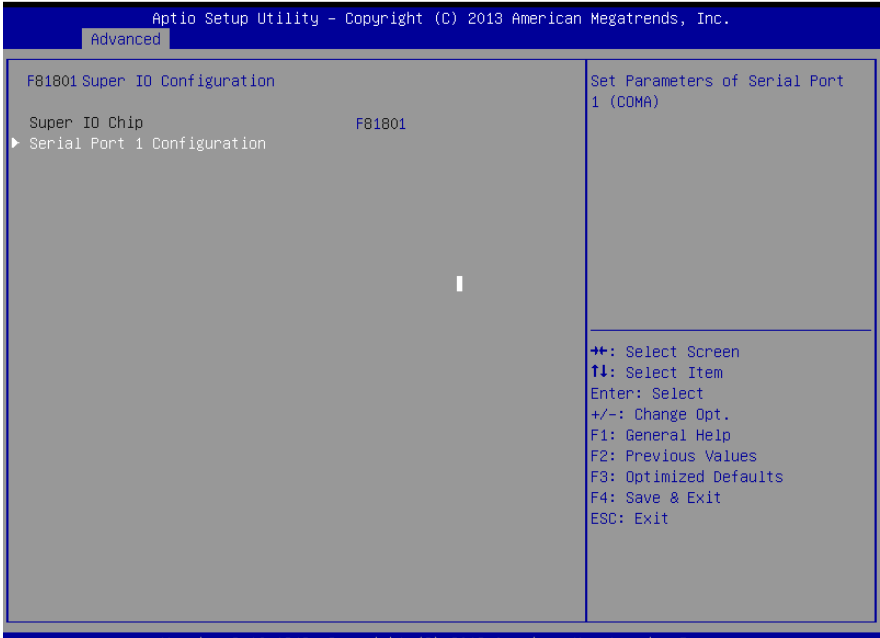 Aptio Setup Utility – Copyright (C) 2013 American Megatrends, Inc.
Advanced
F81801 Super IO Configuration
Super IO Chip F81801
▶ Serial Port 1 Configuration
Set Parameters of Serial Port
1 (COMA)
→←: Select Screen
↑↓: Select Item
Enter: Select
+/-: Change Opt.
F1: General Help
F2: Previous Values
F3: Optimized Defaults
F4: Save & Exit
ESC: Exit